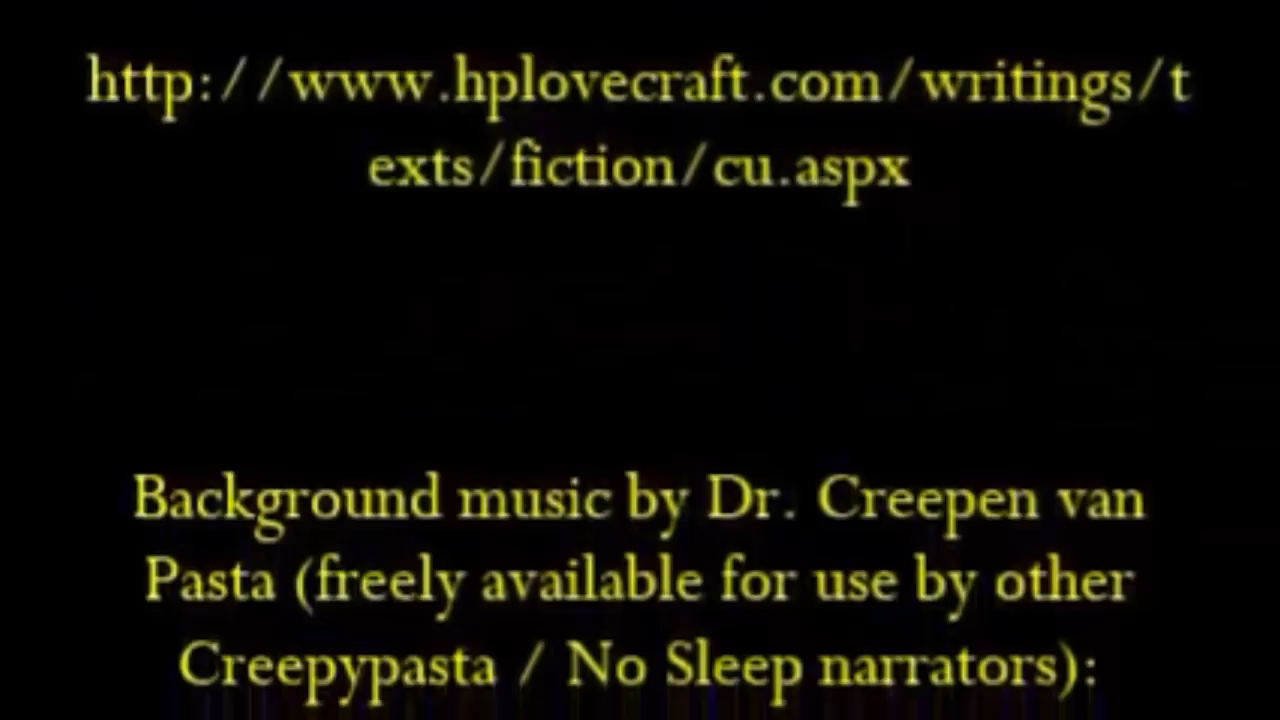 http://www.hplovecraft.com/writings/t
exts/fiction/cu.aspx
Background music by Dr. Creepen van
Pasta (freely available for use by other
Creepypasta / No Sleep narrators):